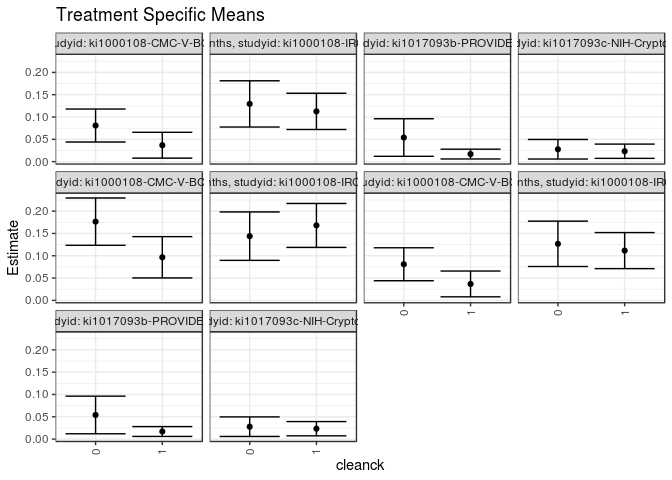 Treatment Specific Means
udyid: ki1000108-CMC-V-BC
nths, studyid: ki1000108-IRC
dyid: ki1017093b-PROVIDE
dyid: ki1017093c-NIH-Crypto
0.20
0.15
0.10
0.05
0.00
udyid: ki1000108-CMC-V-BC
nths, studyid: ki1000108-IRC
udyid: ki1000108-CMC-V-BC
nths, studyid: ki1000108-IRC
0.20
0.15
0.10
0.05
0.00
0 1 0 1
dyid: ki1017093b-PROVIDE
dyid: ki1017093c-NIH-Crypto
0.20
0.15
0.10
0.05
0.00
0 1 0 1
Estimate
cleanck